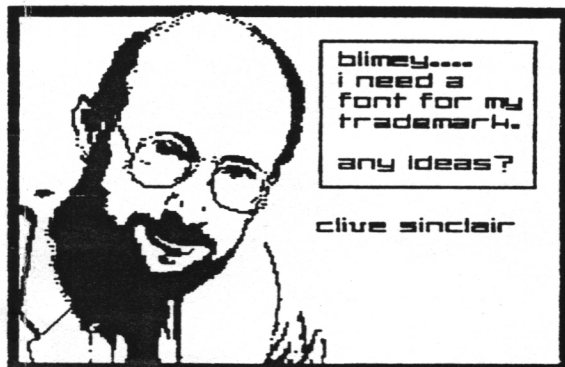 blimey....
i need a
font for my
trademark.
any ideas?
clive sinclair